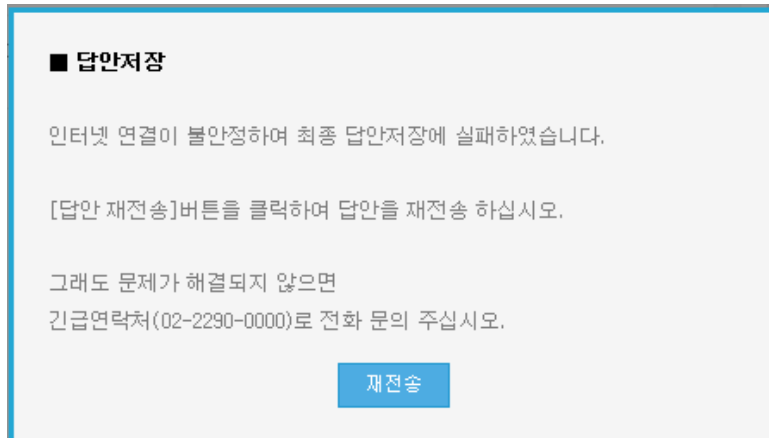 ■ 답안저장
인터넷 연결이 불안정하여 최종 답안저장에 실패하였습니다.
[답안 재전송]버튼을 클릭하여 답안을 재전송 하십시오.
그래도 문제가 해결되지 않으면
긴급연락처(02-2290-0000)로 전화 문의 주십시오.
재전송